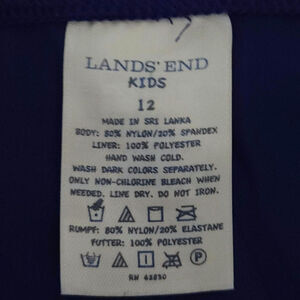 LANDS' END
KIDS
12
MADE IN SRI LANKA
BODY: 80% NYLON/20% SPANDEX
LINER: 100% POLYESTER
HAND WASH COLD.
WASH DARK COLORS SEPARATELY.
ONLY NON-CHLORINE BLEACH WHEN
NEEDED. LINE DRY. DO NOT IRON.
RUMPF: 80% NYLON/20% ELASTANE
FUTTER: 100% POLYESTER
P
RN